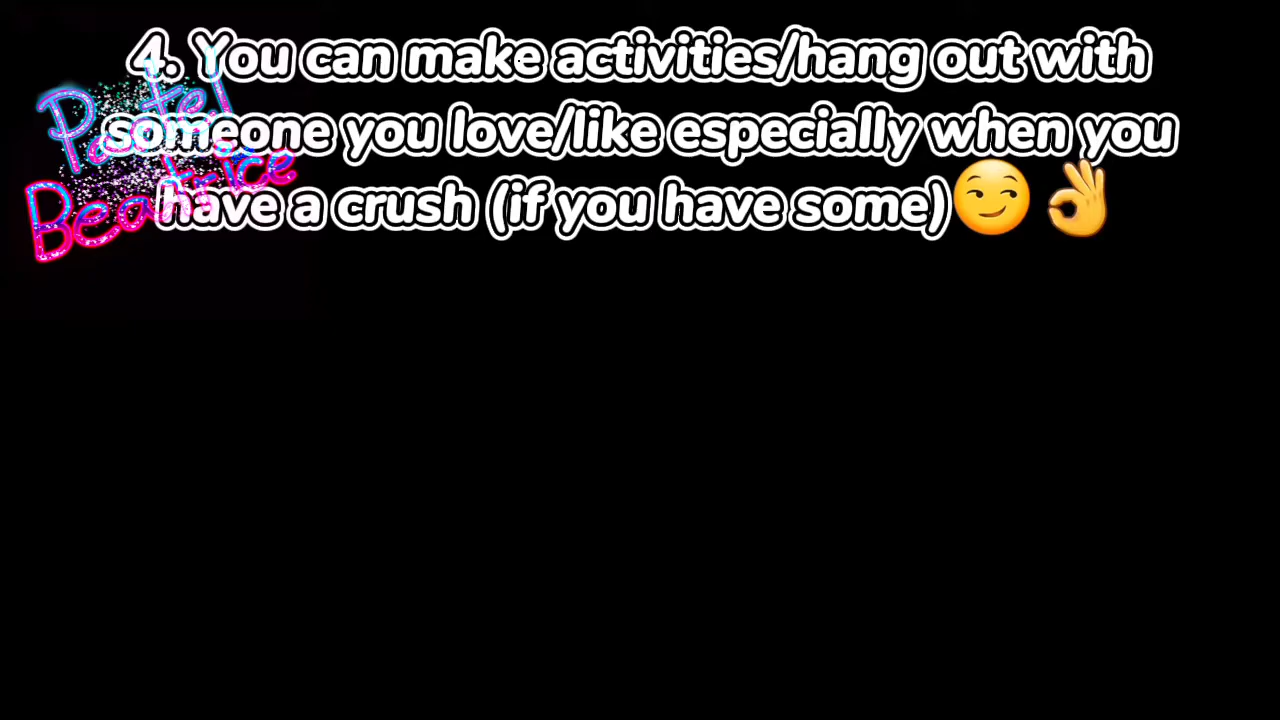 4. You can make activities/hang out with
someone you love/like especially when you
have a crush (if you have some)😏👌
Pastel
Beatrice